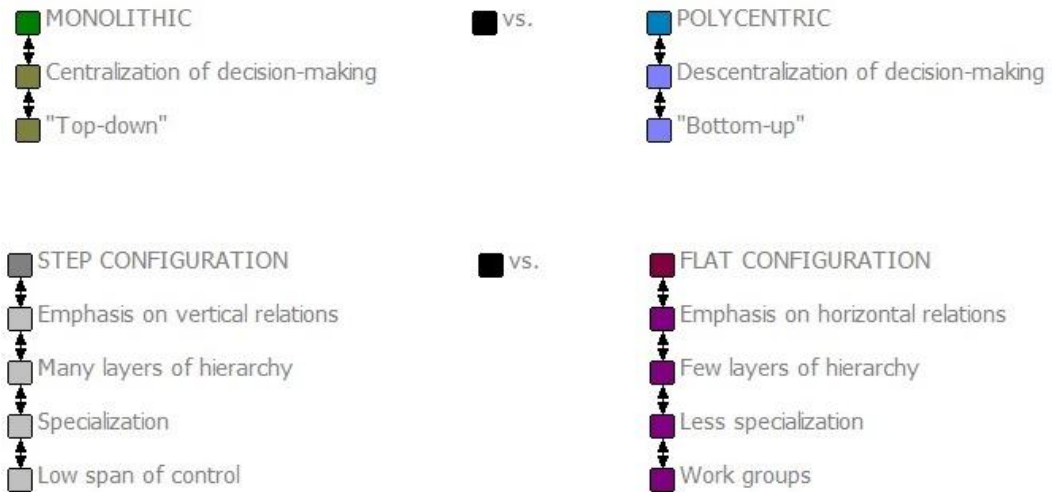 MONOLITHIC vs. POLYCENTRIC
Centralization of decision-making Descentralization of decision-making
"Top-down" "Bottom-up"
STEP CONFIGURATION vs. FLAT CONFIGURATION
Emphasis on vertical relations Emphasis on horizontal relations
Many layers of hierarchy Few layers of hierarchy
Specialization Less specialization
Low span of control Work groups